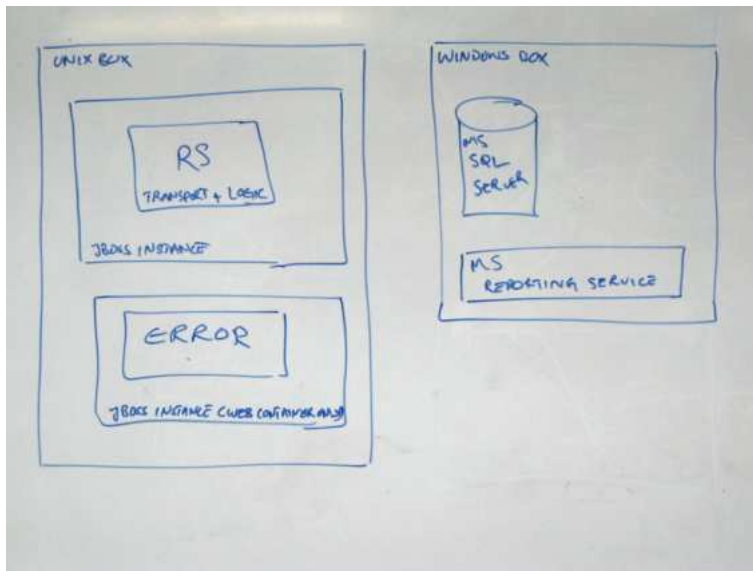 UNIX BOX
RS
TRANSPORT + LOGIC
JBOSS INSTANCE
ERROR
JBOSS INSTANCE (WEB CONTAINER ONLY)
WINDOWS BOX
MS
SQL
SERVER
MS
REPORTING SERVICE